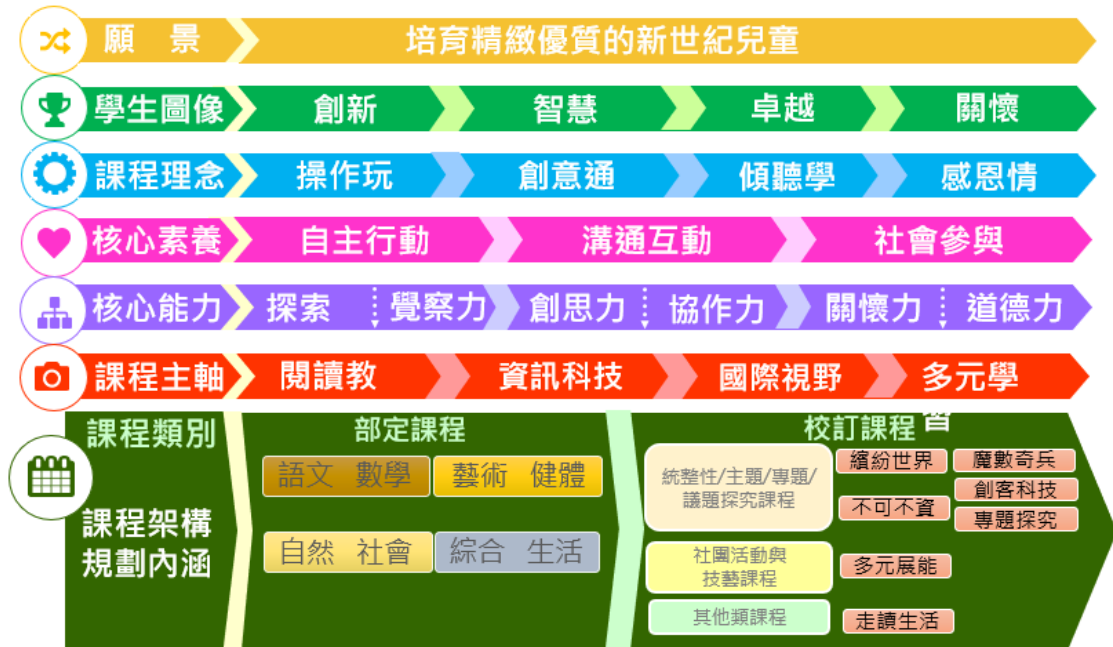 願 景 培育精緻優質的新世紀兒童
學生圖像 創新 智慧 卓越 關懷
課程理念 操作玩 創意通 傾聽學 感恩情
核心素養 自主行動 溝通互動 社會參與
核心能力 探索 覺察力 創思力 協作力 關懷力 道德力
課程主軸 閱讀教 資訊科技 國際視野 多元學
習
課程類別 部定課程 校訂課程
課程架構
規劃內涵
語文 數學 藝術 健體
自然 社會 綜合 生活
統整性/主題/專題/
議題探究課程
繽紛世界 魔數奇兵
創客科技
不可不資 專題探究
社團活動與
技藝課程
多元展能
其他類課程 走讀生活